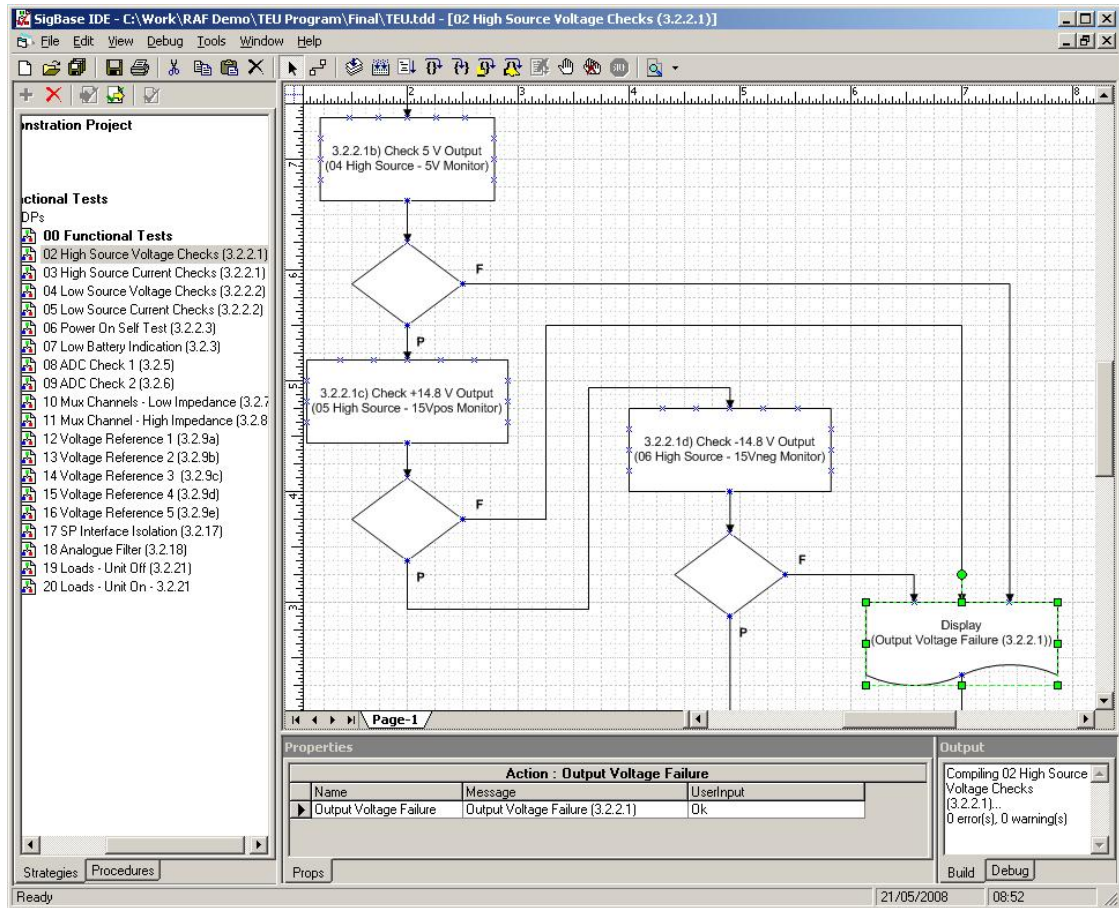 SigBase IDE - C:\Work\RAF Demo\TEU Program\Final\TEU.tdd - [02 High Source Voltage Checks (3.2.2.1)]
File Edit View Debug Tools Window Help
onstration Project
ctional Tests
DPs
00 Functional Tests
02 High Source Voltage Checks (3.2.2.1)
03 High Source Current Checks (3.2.2.1)
04 Low Source Voltage Checks (3.2.2.2)
05 Low Source Current Checks (3.2.2.2)
06 Power On Self Test (3.2.2.3)
07 Low Battery Indication (3.2.3)
08 ADC Check 1 (3.2.5)
09 ADC Check 2 (3.2.6)
10 Mux Channels - Low Impedance (3.2.7
11 Mux Channel - High Impedance (3.2.8
12 Voltage Reference 1 (3.2.9a)
13 Voltage Reference 2 (3.2.9b)
14 Voltage Reference 3 (3.2.9c)
15 Voltage Reference 4 (3.2.9d)
16 Voltage Reference 5 (3.2.9e)
17 SP Interface Isolation (3.2.17)
18 Analogue Filter (3.2.18)
19 Loads - Unit Off (3.2.21)
20 Loads - Unit On - 3.2.21
Strategies Procedures
2 3 4 5 6 7 8
7
6
5
4
3
3.2.2.1b) Check 5 V Output
(04 High Source - 5V Monitor)
F
P
3.2.2.1c) Check +14.8 V Output
(05 High Source - 15Vpos Monitor)
F
P
3.2.2.1d) Check -14.8 V Output
(06 High Source - 15Vneg Monitor)
F
P
Display
(Output Voltage Failure (3.2.2.1))
Page-1
Properties
Action : Output Voltage Failure
Name Message UserInput
Output Voltage Failure Output Voltage Failure (3.2.2.1) Ok
Props
Output
Compiling 02 High Source
Voltage Checks
(3.2.2.1)...
0 error(s), 0 warning(s)
Build Debug
Ready 21/05/2008 08:52